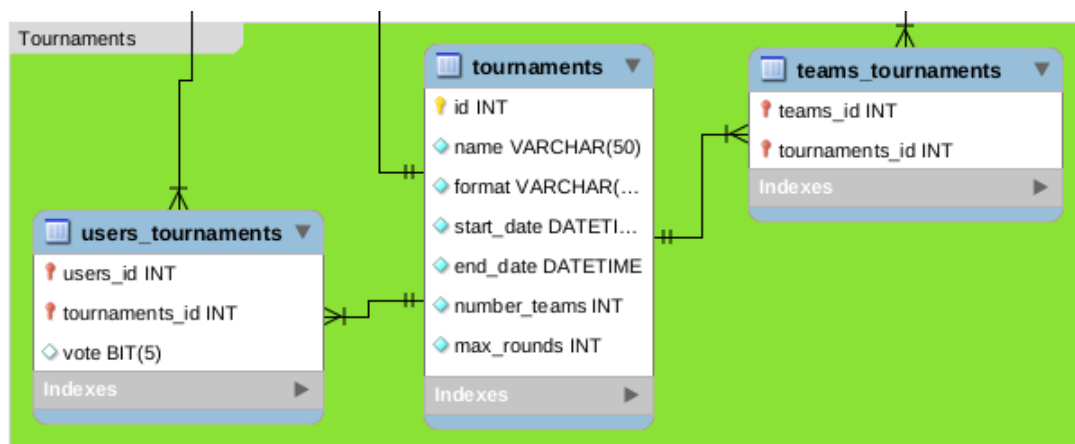 Tournaments
tournaments
id INT
name VARCHAR(50)
format VARCHAR(...
start_date DATETI...
end_date DATETIME
number_teams INT
max_rounds INT
Indexes
teams_tournaments
teams_id INT
tournaments_id INT
Indexes
users_tournaments
users_id INT
tournaments_id INT
vote BIT(5)
Indexes